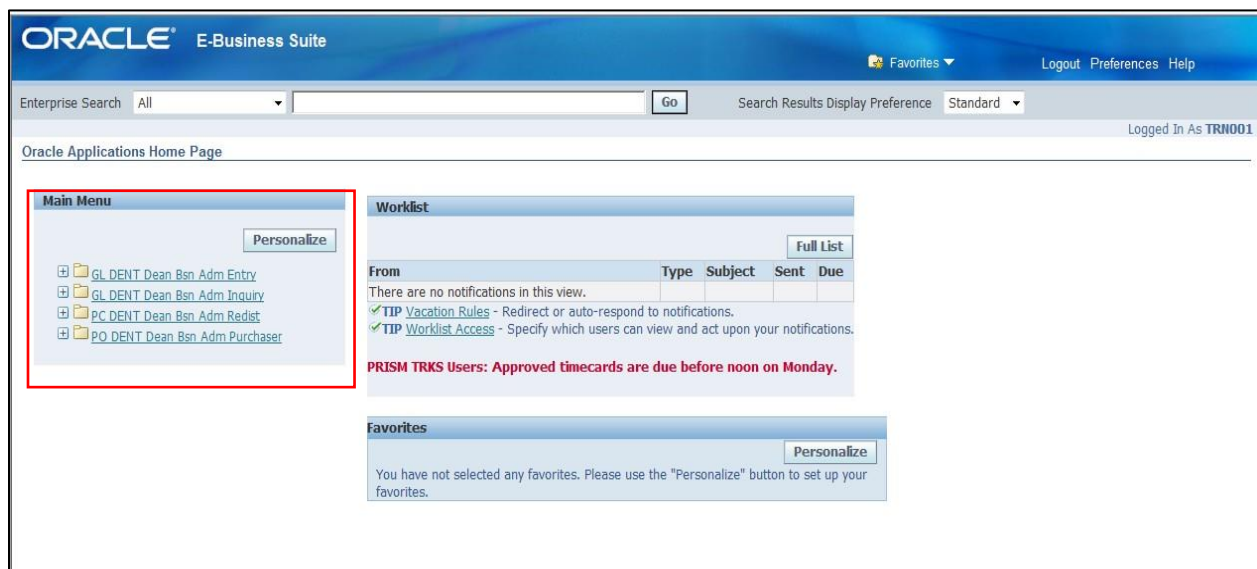 ORACLE® E-Business Suite
Favorites
Logout Preferences Help
Enterprise Search All Go Search Results Display Preference Standard
Logged In As TRN001
Oracle Applications Home Page
Main Menu
Personalize
GL DENT Dean Bsn Adm Entry
GL DENT Dean Bsn Adm Inquiry
PC DENT Dean Bsn Adm Redist
PO DENT Dean Bsn Adm Purchaser
Worklist
Full List
From Type Subject Sent Due
There are no notifications in this view.
TIP Vacation Rules - Redirect or auto-respond to notifications.
TIP Worklist Access - Specify which users can view and act upon your notifications.
PRISM TRKS Users: Approved timecards are due before noon on Monday.
Favorites
Personalize
You have not selected any favorites. Please use the "Personalize" button to set up your
favorites.